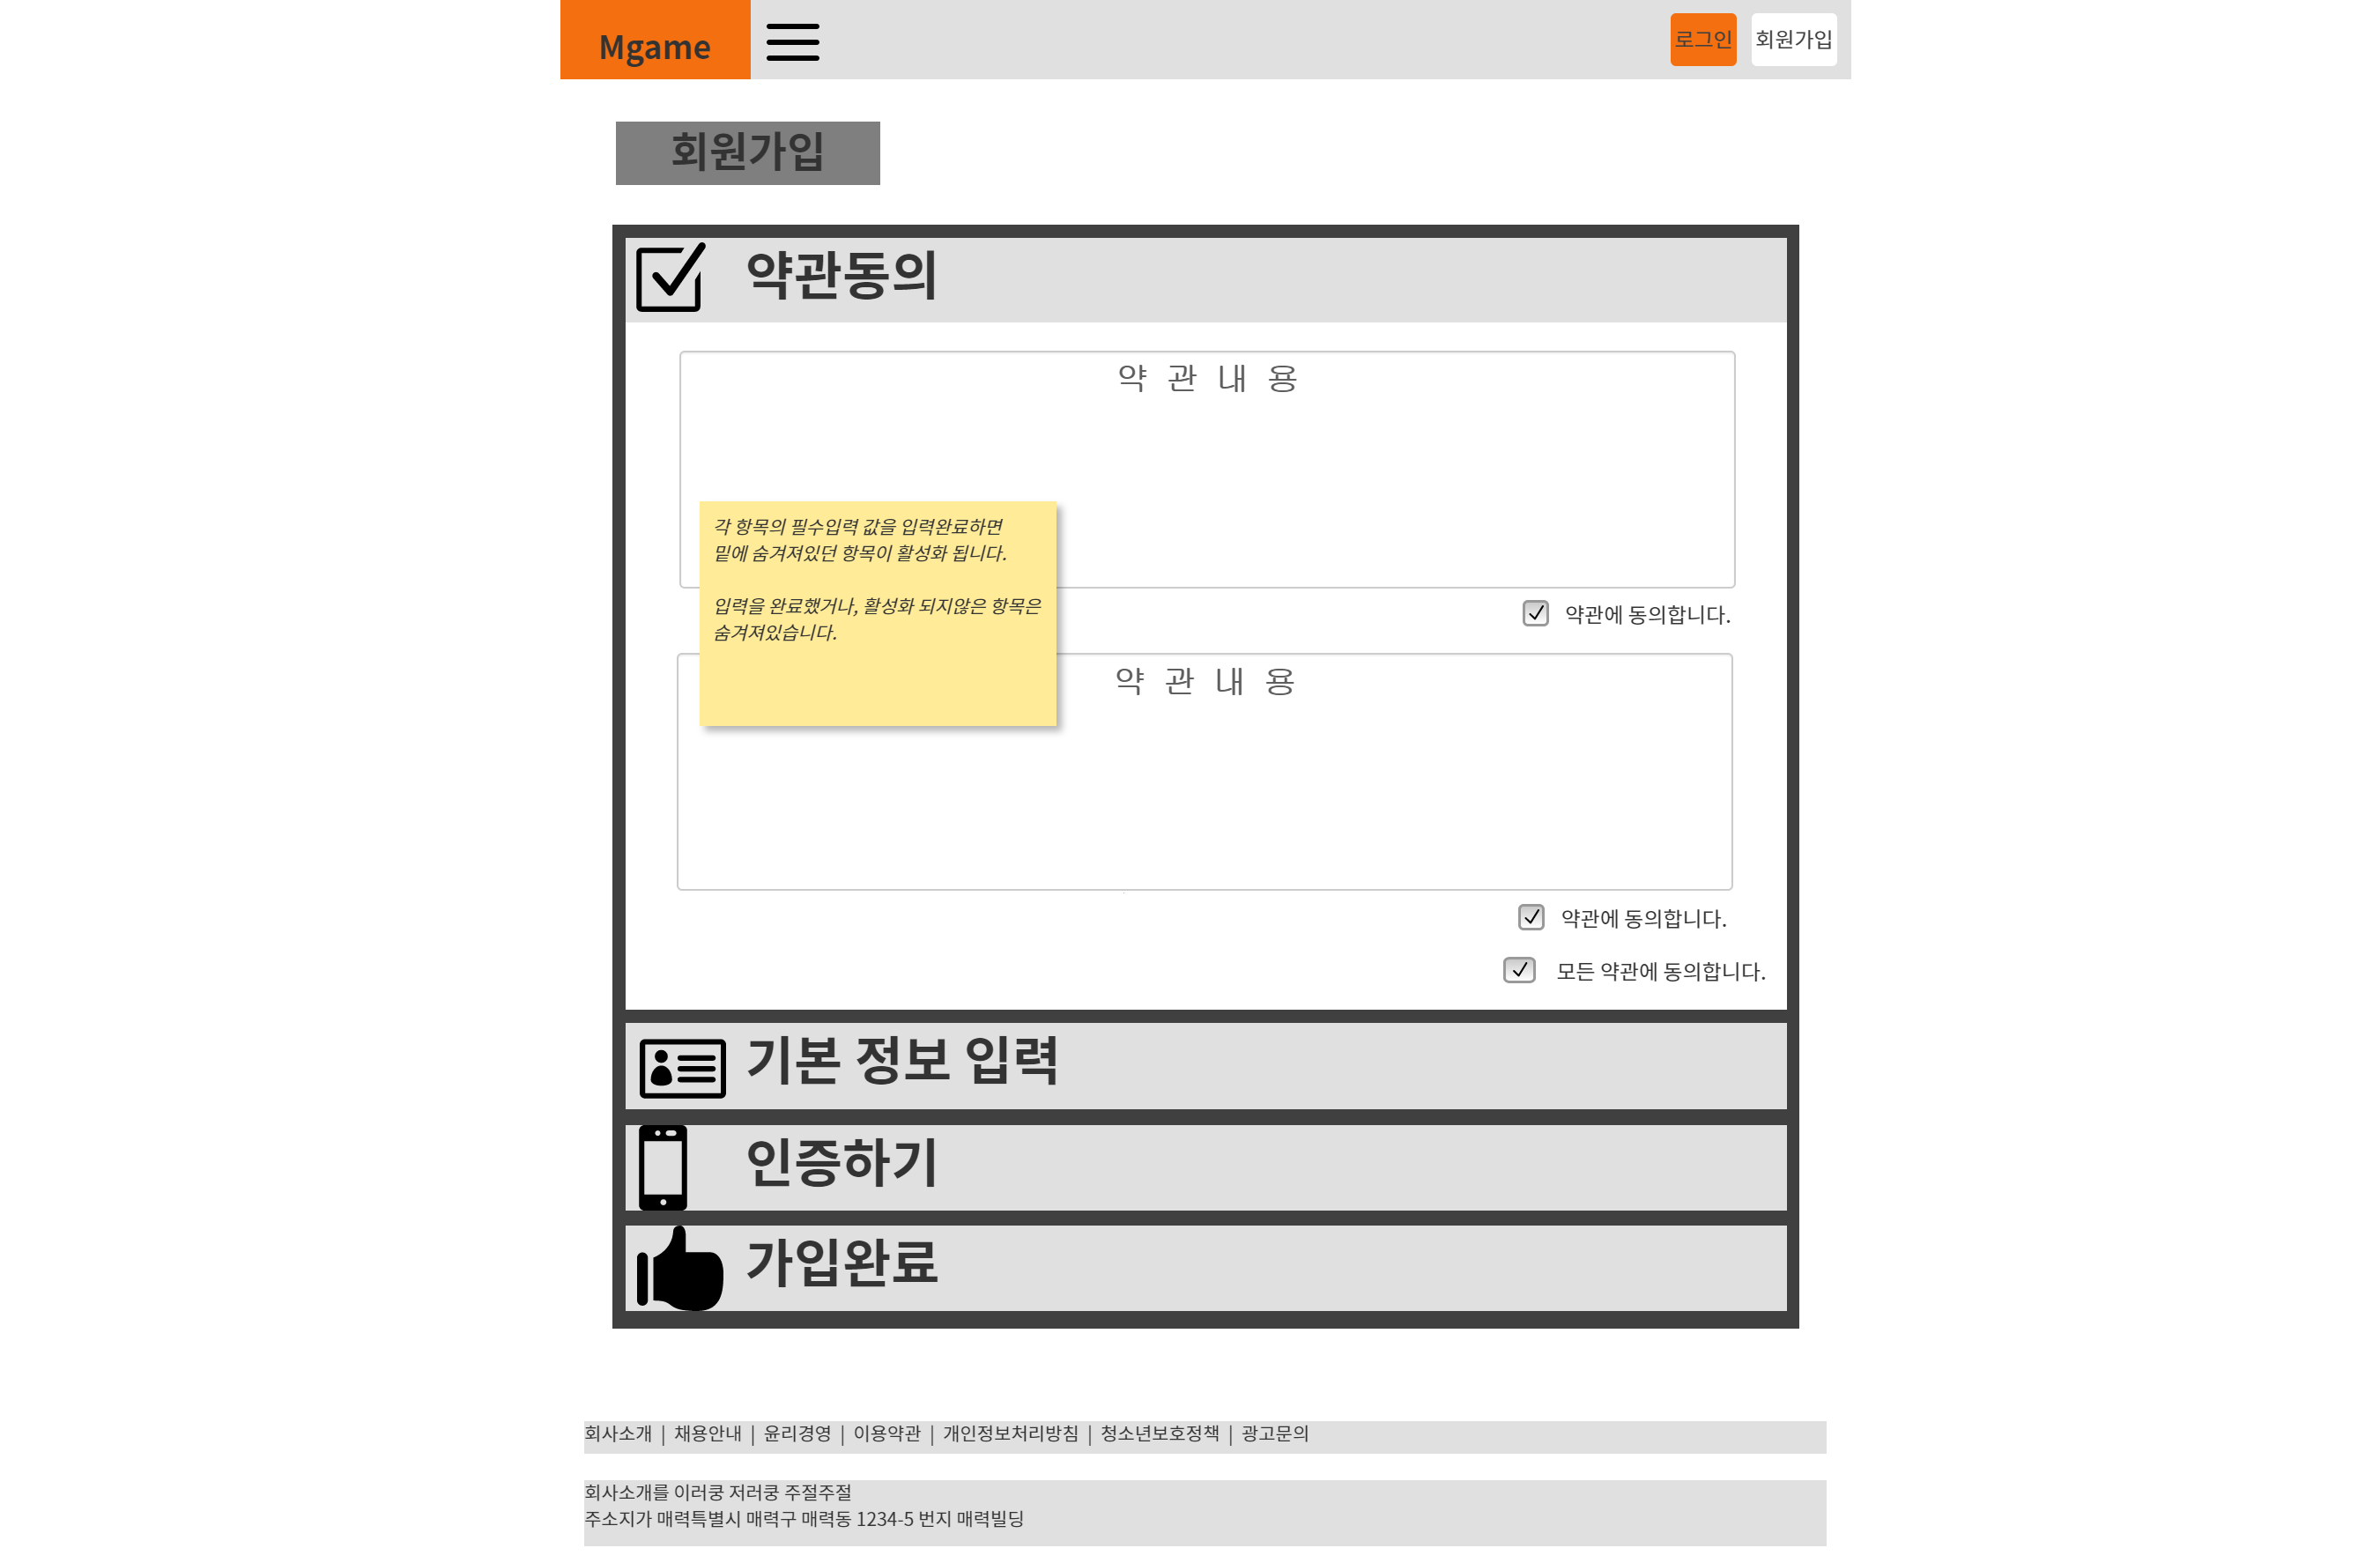 Mgame
로그인
회원가입
회원가입
약관동의
약 관 내 용
각 항목의 필수입력 값을 입력완료하면
밑에 숨겨져있던 항목이 활성화 됩니다.
입력을 완료했거나, 활성화 되지않은 항목은
숨겨져있습니다.
약관에 동의합니다.
약 관 내 용
약관에 동의합니다.
모든 약관에 동의합니다.
기본 정보 입력
인증하기
가입완료
회사소개 | 채용안내 | 윤리경영 | 이용약관 | 개인정보처리방침 | 청소년보호정책 | 광고문의
회사소개를 이러쿵 저러쿵 주절주절
주소지가 매력특별시 매력구 매력동 1234-5 번지 매력빌딩